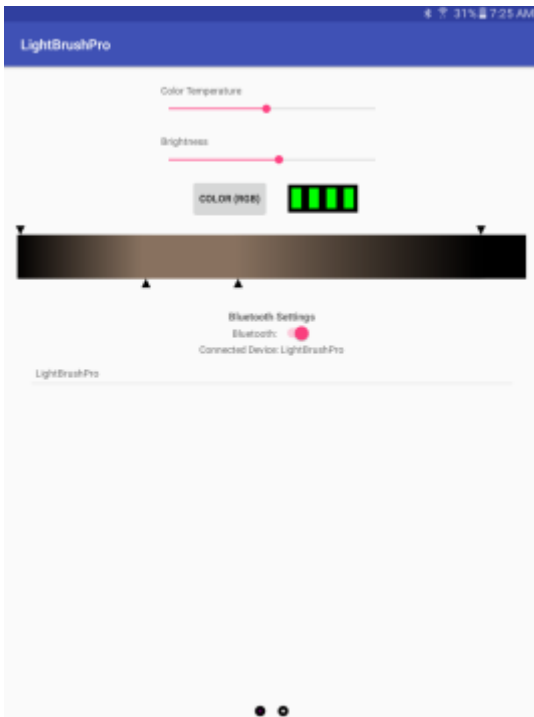 31% 7:25 AM
LightBrushPro
Color Temperature
Brightness
COLOR (RGB)
Bluetooth Settings
Bluetooth:
Connected Device: LightBrushPro
LightBrushPro